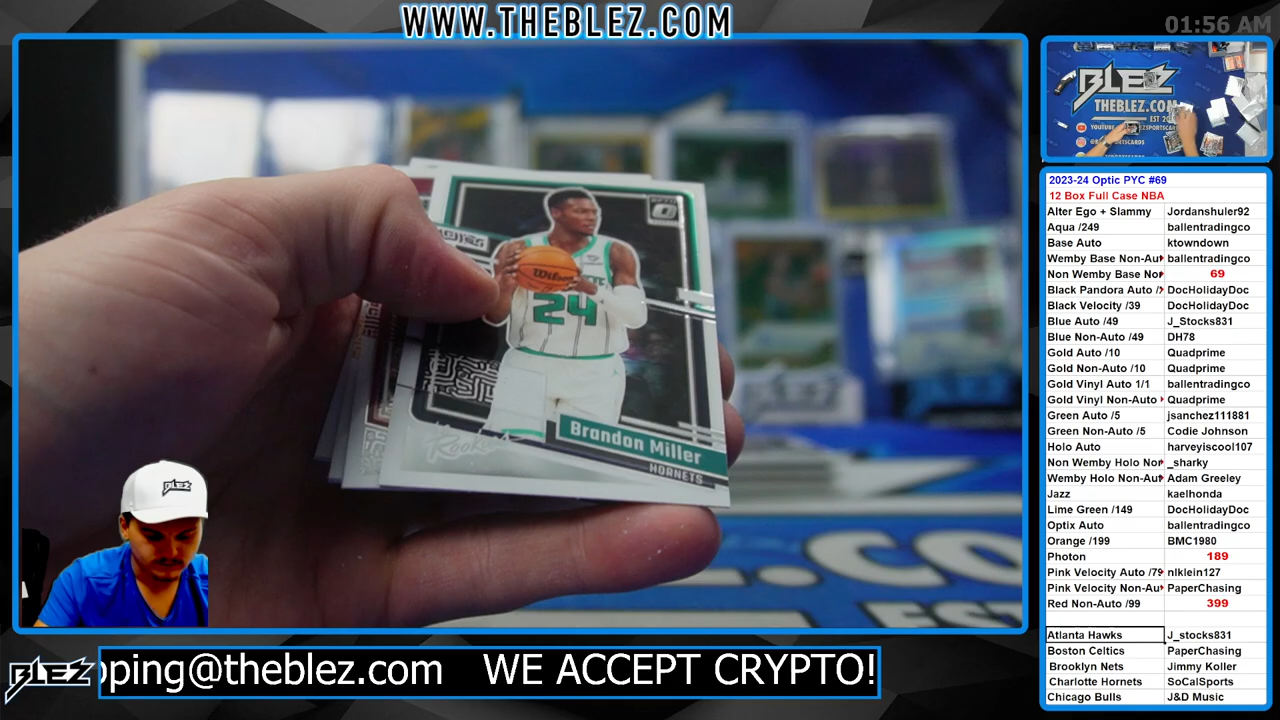 WWW.THEBLEZ.COM
01:56 AM
BLEZ
THEBLEZ.COM
2023-24 Optic PYC #69
12 Box Full Case NBA
Alter Ego + Slammy Jordanshuler92
Aqua /249 ballentradingco
Base Auto ktowndown
Wemby Base Non-Au ballentradingco
Non Wemby Base Nor 69
Black Pandora Auto / DocHolidayDoc
Black Velocity /39 DocHolidayDoc
Blue Auto /49 J_Stocks831
Blue Non-Auto /49 DH78
Gold Auto /10 Quadprime
Gold Non-Auto /10 Quadprime
Gold Vinyl Auto 1/1 ballentradingco
Gold Vinyl Non-Auto Quadprime
Green Auto /5 jsanchez111881
Green Non-Auto /5 Codie Johnson
Holo Auto harveyiscool107
Non Wemby Holo Nor _sharky
Wemby Holo Non-Aut Adam Greeley
Jazz kaelhonda
Lime Green /149 DocHolidayDoc
Optix Auto ballentradingco
Orange /199 BMC1980
Photon 189
Pink Velocity Auto /79 nlklein127
Pink Velocity Non-Au PaperChasing
Red Non-Auto /99 399
Atlanta Hawks J_stocks831
Boston Celtics PaperChasing
Brooklyn Nets Jimmy Koller
Charlotte Hornets SoCalSports
Chicago Bulls J&D Music
Wilson
24
Rookies
Brandon Miller
HORNETS
BLEZ
BLEZ
pping@theblez.com WE ACCEPT CRYPTO!